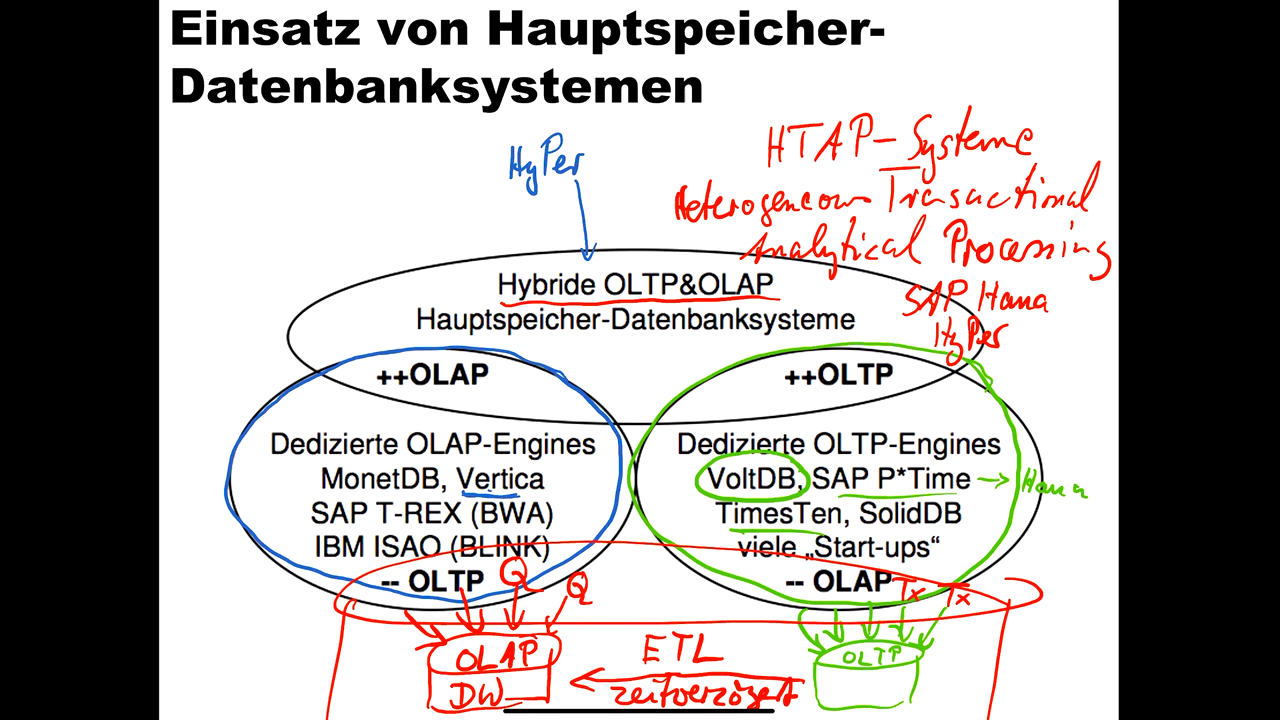 Einsatz von Hauptspeicher-
Datenbanksystemen
HyPer
HTAP-Systeme
Heterogeneous Transactional
Analytical Processing
SAP Hana
HyPer
Hybride OLTP&OLAP
Hauptspeicher-Datenbanksysteme
++OLAP
Dedizierte OLAP-Engines
MonetDB, Vertica
SAP T-REX (BWA)
IBM ISAO (BLINK)
-- OLTP
Q
Q
++OLTP
Dedizierte OLTP-Engines
VoltDB, SAP P*Time → Hana
TimesTen, SolidDB
viele „Start-ups“
-- OLAP
Tx Tx
OLAP
DW
ETL
zeitverzögert
OLTP